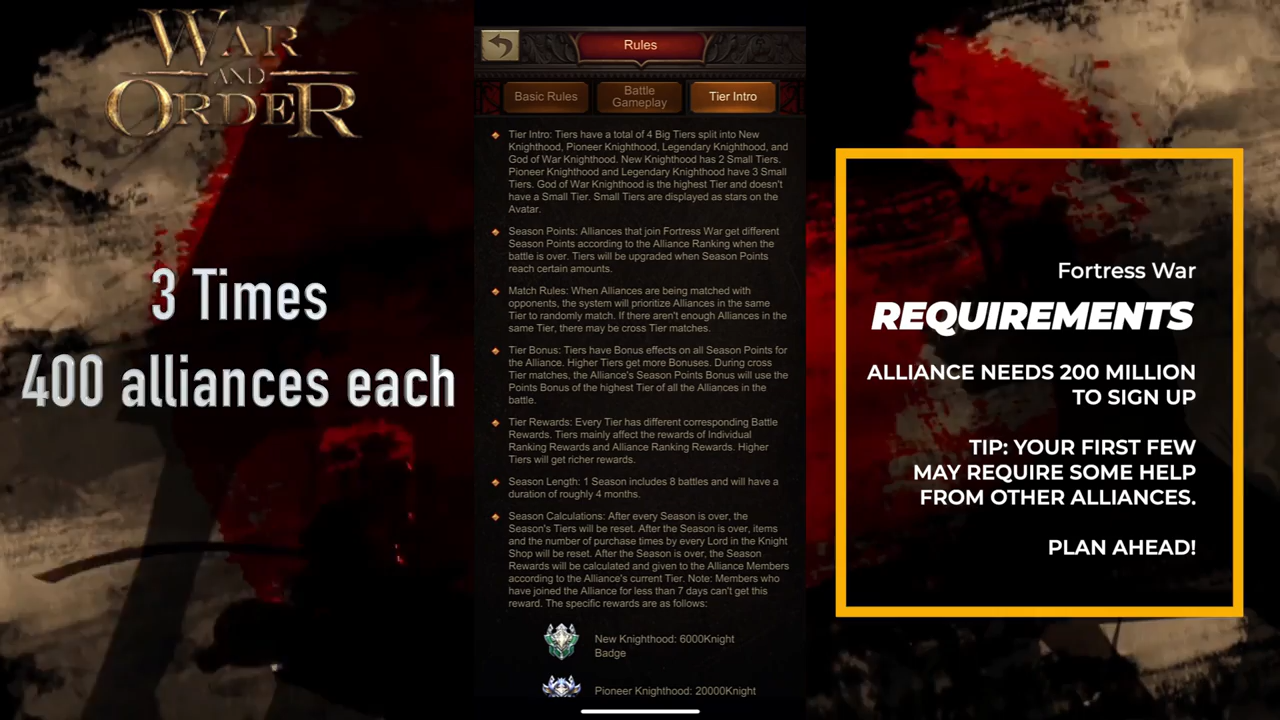 WAR
AND
ORDER
3 Times
400 alliances each
Rules
Basic Rules
Battle
Gameplay
Tier Intro
Tier Intro: Tiers have a total of 4 Big Tiers split into New
Knighthood, Pioneer Knighthood, Legendary Knighthood, and
God of War Knighthood. New Knighthood has 2 Small Tiers.
Pioneer Knighthood and Legendary Knighthood have 3 Small
Tiers. God of War Knighthood is the highest Tier and doesn't
have a Small Tier. Small Tiers are displayed as stars on the
Avatar.
Season Points: Alliances that join Fortress War get different
Season Points according to the Alliance Ranking when the
battle is over. Tiers will be upgraded when Season Points
reach certain amounts.
Match Rules: When Alliances are being matched with
opponents, the system will prioritize Alliances in the same
Tier to randomly match. If there aren't enough Alliances in the
same Tier, there may be cross Tier matches.
Tier Bonus: Tiers have Bonus effects on all Season Points for
the Alliance. Higher Tiers get more Bonuses. During cross
Tier matches, the Alliance's Season Points Bonus will use the
Points Bonus of the highest Tier of all the Alliances in the
battle.
Tier Rewards: Every Tier has different corresponding Battle
Rewards. Tiers mainly affect the rewards of Individual
Ranking Rewards and Alliance Ranking Rewards. Higher
Tiers will get richer rewards.
Season Length: 1 Season includes 8 battles and will have a
duration of roughly 4 months.
Season Calculations: After every Season is over, the
Season's Tiers will be reset. After the Season is over, items
and the number of purchase times by every Lord in the Knight
Shop will be reset. After the Season is over, the Season
Rewards will be calculated and given to the Alliance Members
according to the Alliance's current Tier. Note: Members who
have joined the Alliance for less than 7 days can't get this
reward. The specific rewards are as follows:
New Knighthood: 6000Knight
Badge
Pioneer Knighthood: 20000Knight
Fortress War
REQUIREMENTS
ALLIANCE NEEDS 200 MILLION
TO SIGN UP
TIP: YOUR FIRST FEW
MAY REQUIRE SOME HELP
FROM OTHER ALLIANCES.
PLAN AHEAD!